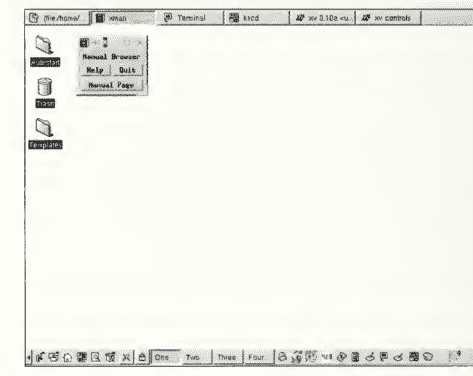 file:/home/.. xman Terminal kscd xv 3.10a <u.. xv controls
Autostart
Manual Browser
Help Quit
Trash
Manual Page
Templates
One Two Three Four